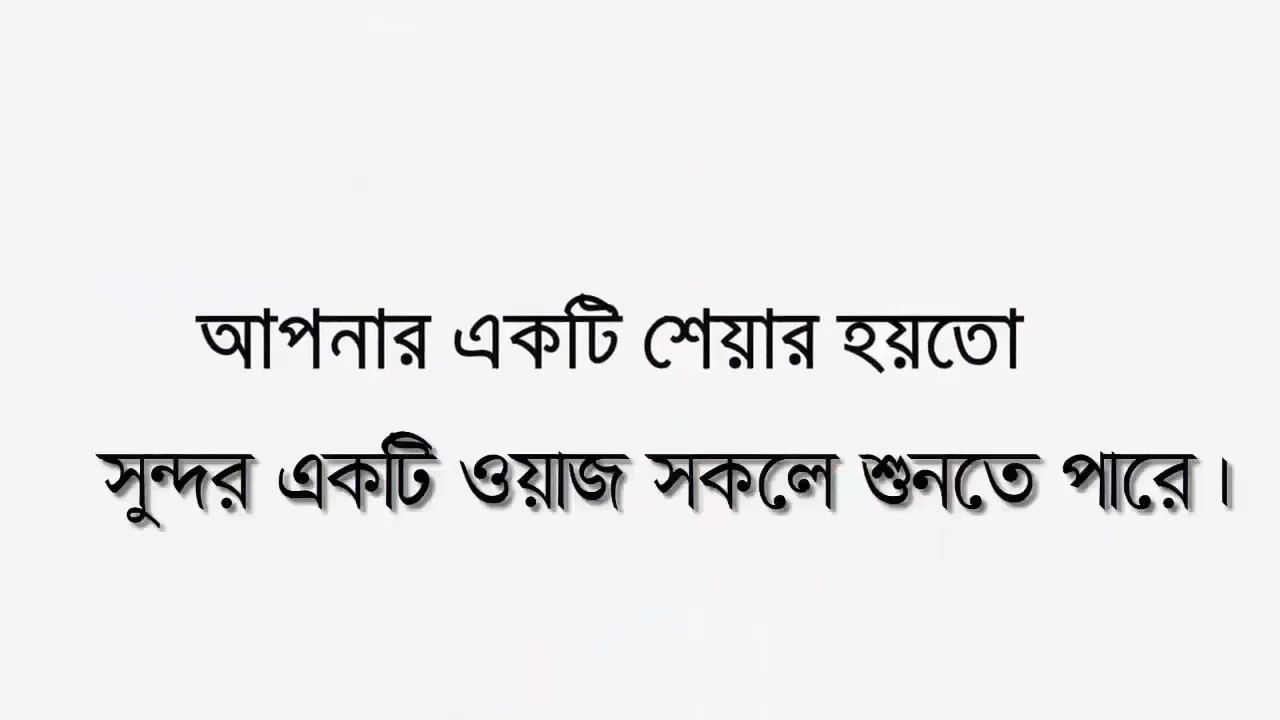 আপনার একটি শেয়ার হয়তো
সুন্দর একটি ওয়াজ সকলে শুনতে পারে।